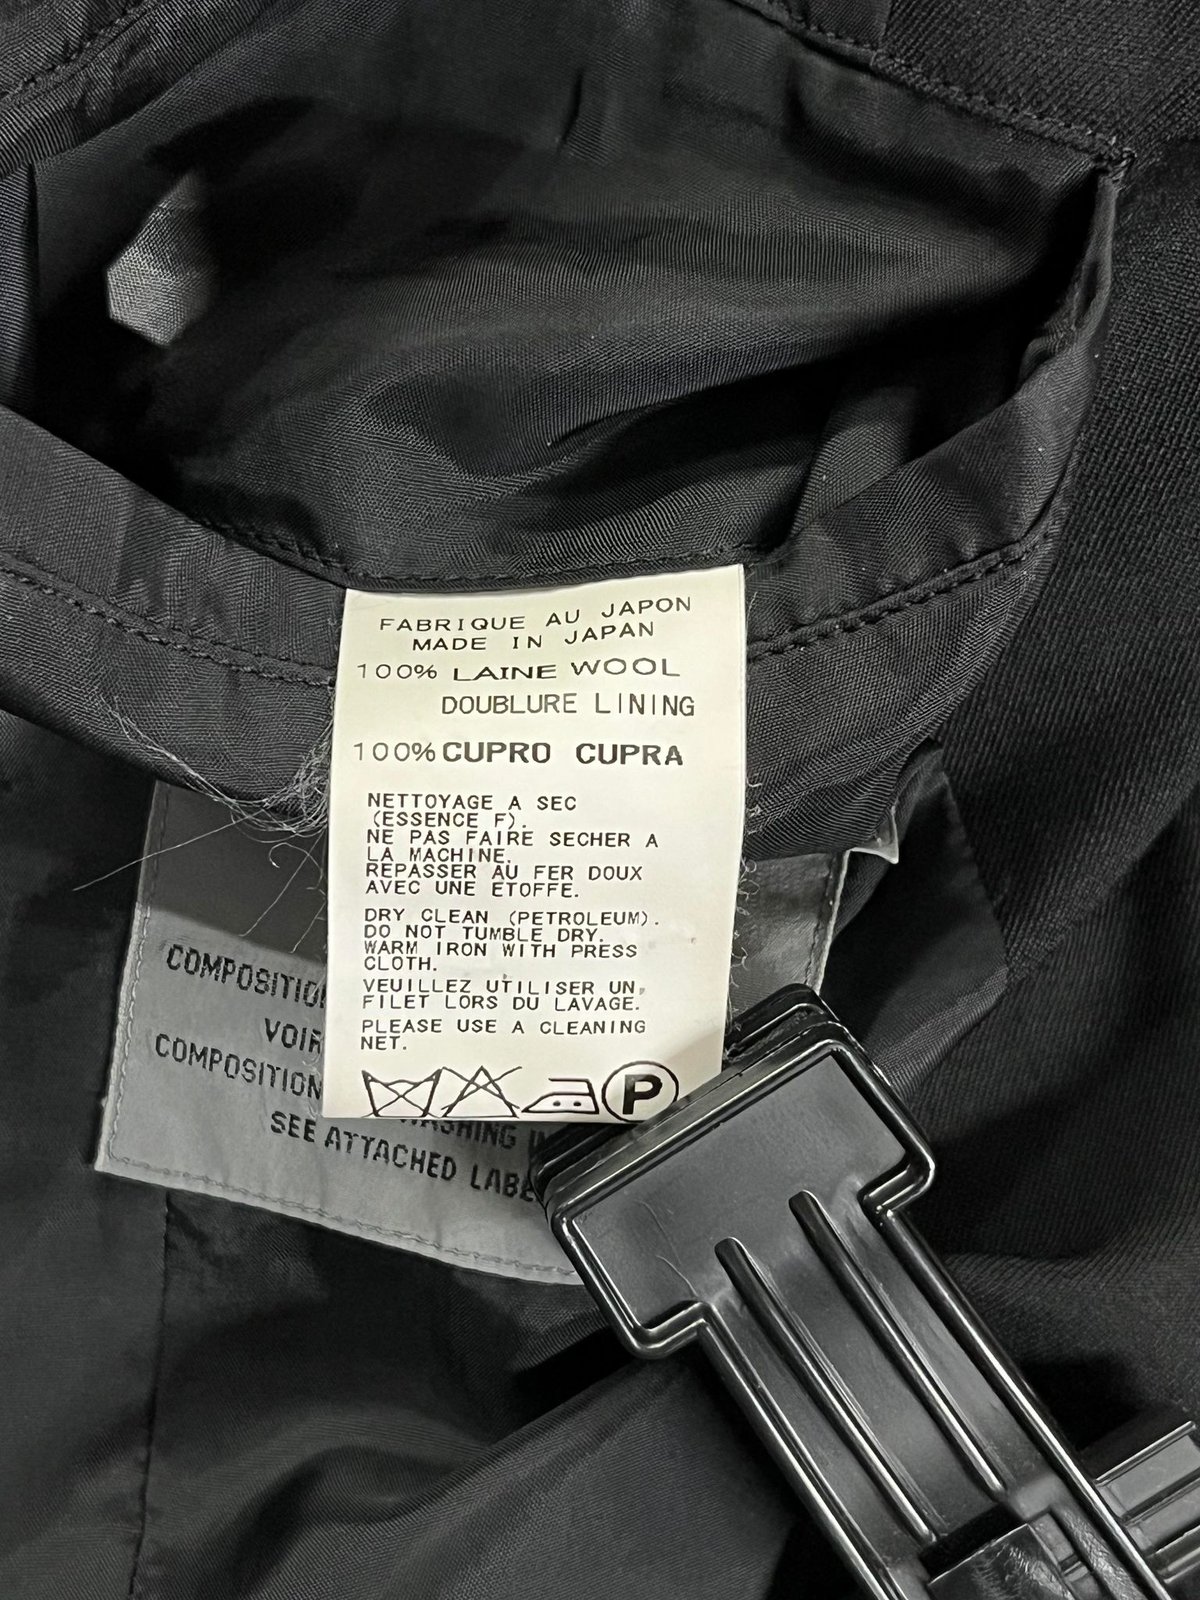 FABRIQUE AU JAPON
MADE IN JAPAN
100% LAINE WOOL
DOUBLURE LINING
100% CUPRO CUPRA
NETTOYAGE A SEC
(ESSENCE F).
NE PAS FAIRE SECHER A
LA MACHINE.
REPASSER AU FER DOUX
AVEC UNE ETOFFE.
DRY CLEAN (PETROLEUM).
DO NOT TUMBLE DRY.
WARM IRON WITH PRESS
CLOTH.
VEUILLEZ UTILISER UN
FILET LORS DU LAVAGE.
PLEASE USE A CLEANING
NET.
P
COMPOSITION
VOIR
COMPOSITION
WASHING
SEE ATTACHED LABE